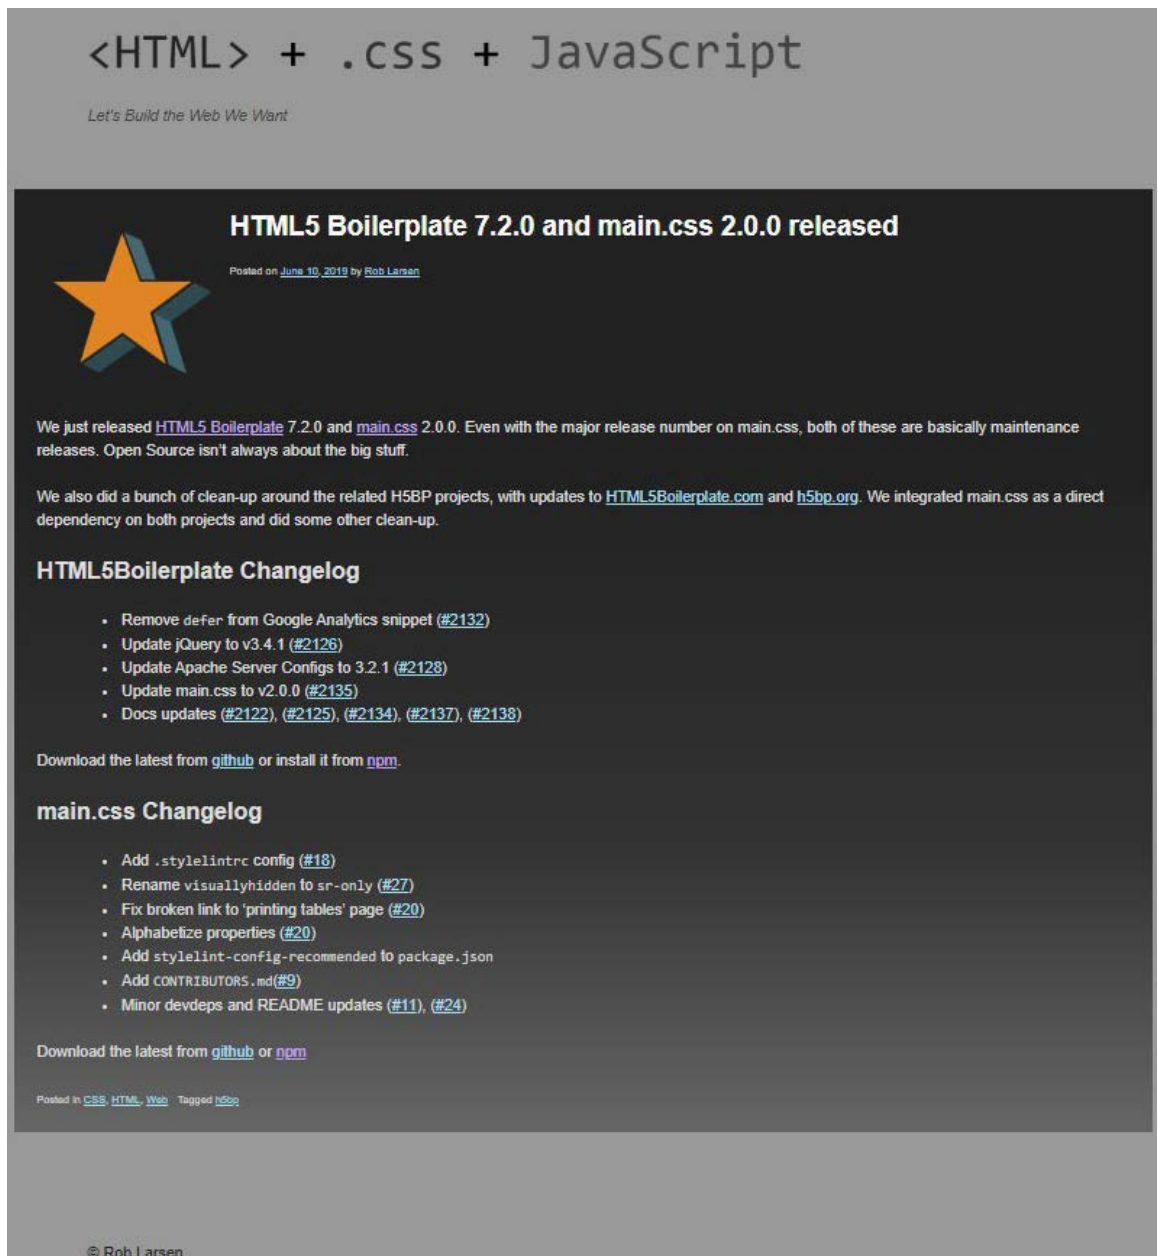 <HTML> + .css + JavaScript
Let's Build the Web We Want
HTML5 Boilerplate 7.2.0 and main.css 2.0.0 released
Posted on June 10, 2019 by Rob Larsen
We just released HTML5 Boilerplate 7.2.0 and main.css 2.0.0. Even with the major release number on main.css, both of these are basically maintenance
releases. Open Source isn't always about the big stuff.
We also did a bunch of clean-up around the related H5BP projects, with updates to HTML5Boilerplate.com and h5bp.org. We integrated main.css as a direct
dependency on both projects and did some other clean-up.
HTML5Boilerplate Changelog
• Remove defer from Google Analytics snippet (#2132)
• Update jQuery to v3.4.1 (#2126)
• Update Apache Server Configs to 3.2.1 (#2128)
• Update main.css to v2.0.0 (#2135)
• Docs updates (#2122), (#2125), (#2134), (#2137), (#2138)
Download the latest from github or install it from npm.
main.css Changelog
• Add .stylelintrc config (#18)
• Rename visuallyhidden to sr-only (#27)
• Fix broken link to ‘printing tables’ page (#20)
• Alphabetize properties (#20)
• Add stylelint-config-recommended to package.json
• Add CONTRIBUTORS.md(#9)
• Minor devdeps and README updates (#11), (#24)
Download the latest from github or npm
Posted in CSS, HTML, Web Tagged h5bp
© Rob Larsen